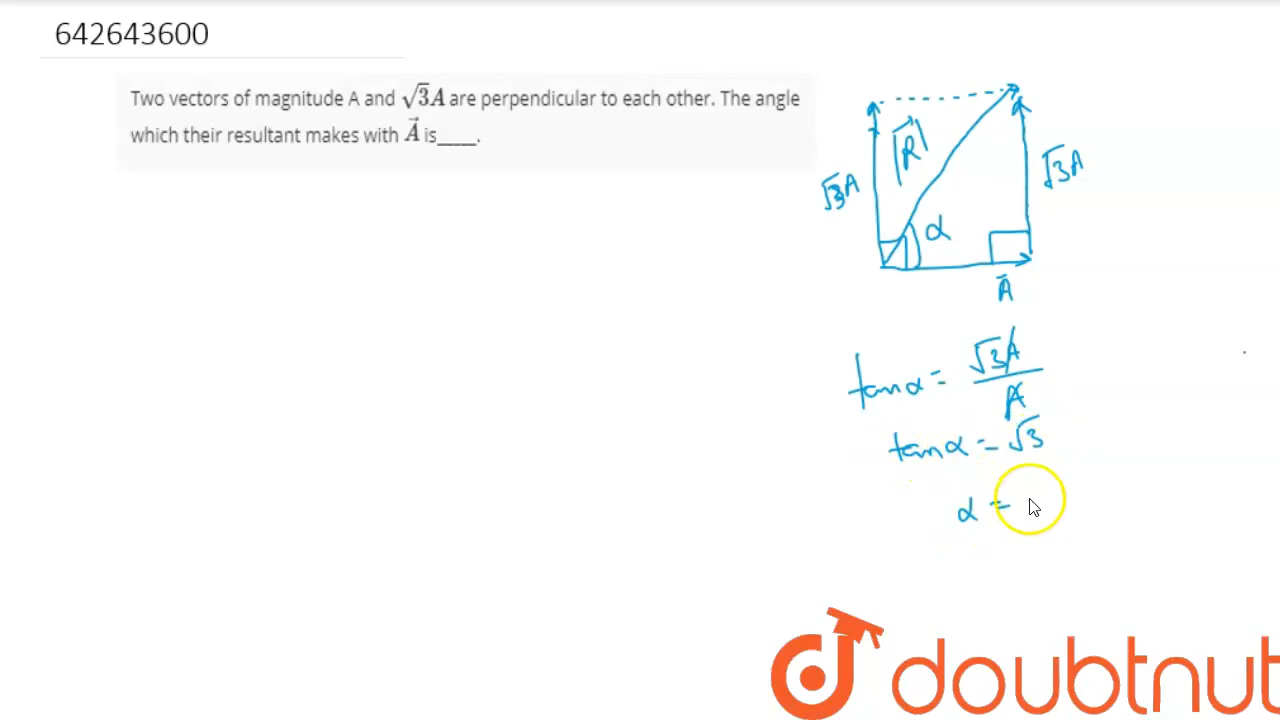 642643600
Two vectors of magnitude A and √3A are perpendicular to each other. The angle
which their resultant makes with A⃗ is____.
√3A
|R⃗|
α
√3A
A̅
tanα = √3A/A
tanα = √3
α =
doubtnut